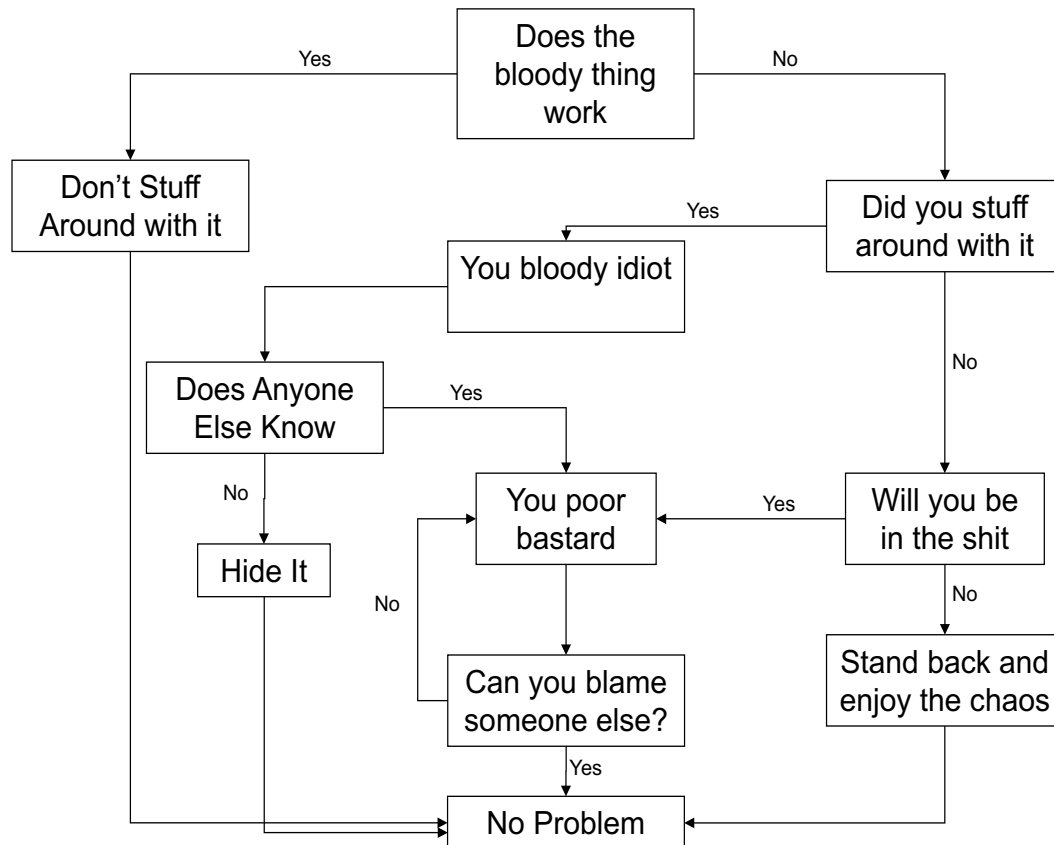 Does the
bloody thing
work
Yes
No
Don’t Stuff
Around with it
Did you stuff
around with it
Yes
You bloody idiot
No
Does Anyone
Else Know
Yes
No
You poor
bastard
Yes
Will you be
in the shit
Hide It
No
No
Can you blame
someone else?
Stand back and
enjoy the chaos
Yes
No Problem